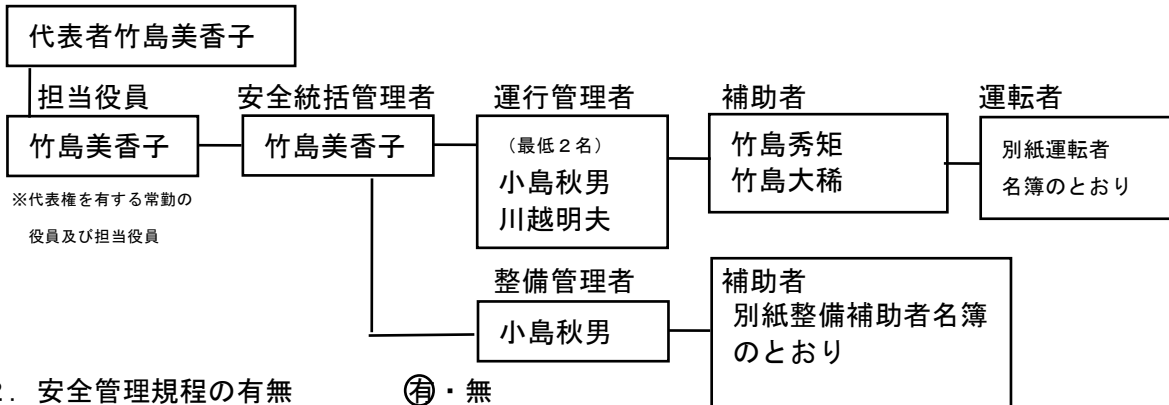 代表者竹島美香子
担当役員
竹島美香子
※代表権を有する常勤の
役員及び担当役員
安全統括管理者
竹島美香子
運行管理者
(最低2名)
小島秋男
川越明夫
補助者
竹島秀矩
竹島大稀
運転者
別紙運転者
名簿のとおり
整備管理者
小島秋男
補助者
別紙整備補助者名簿
のとおり
2.安全管理規程の有無 有・無